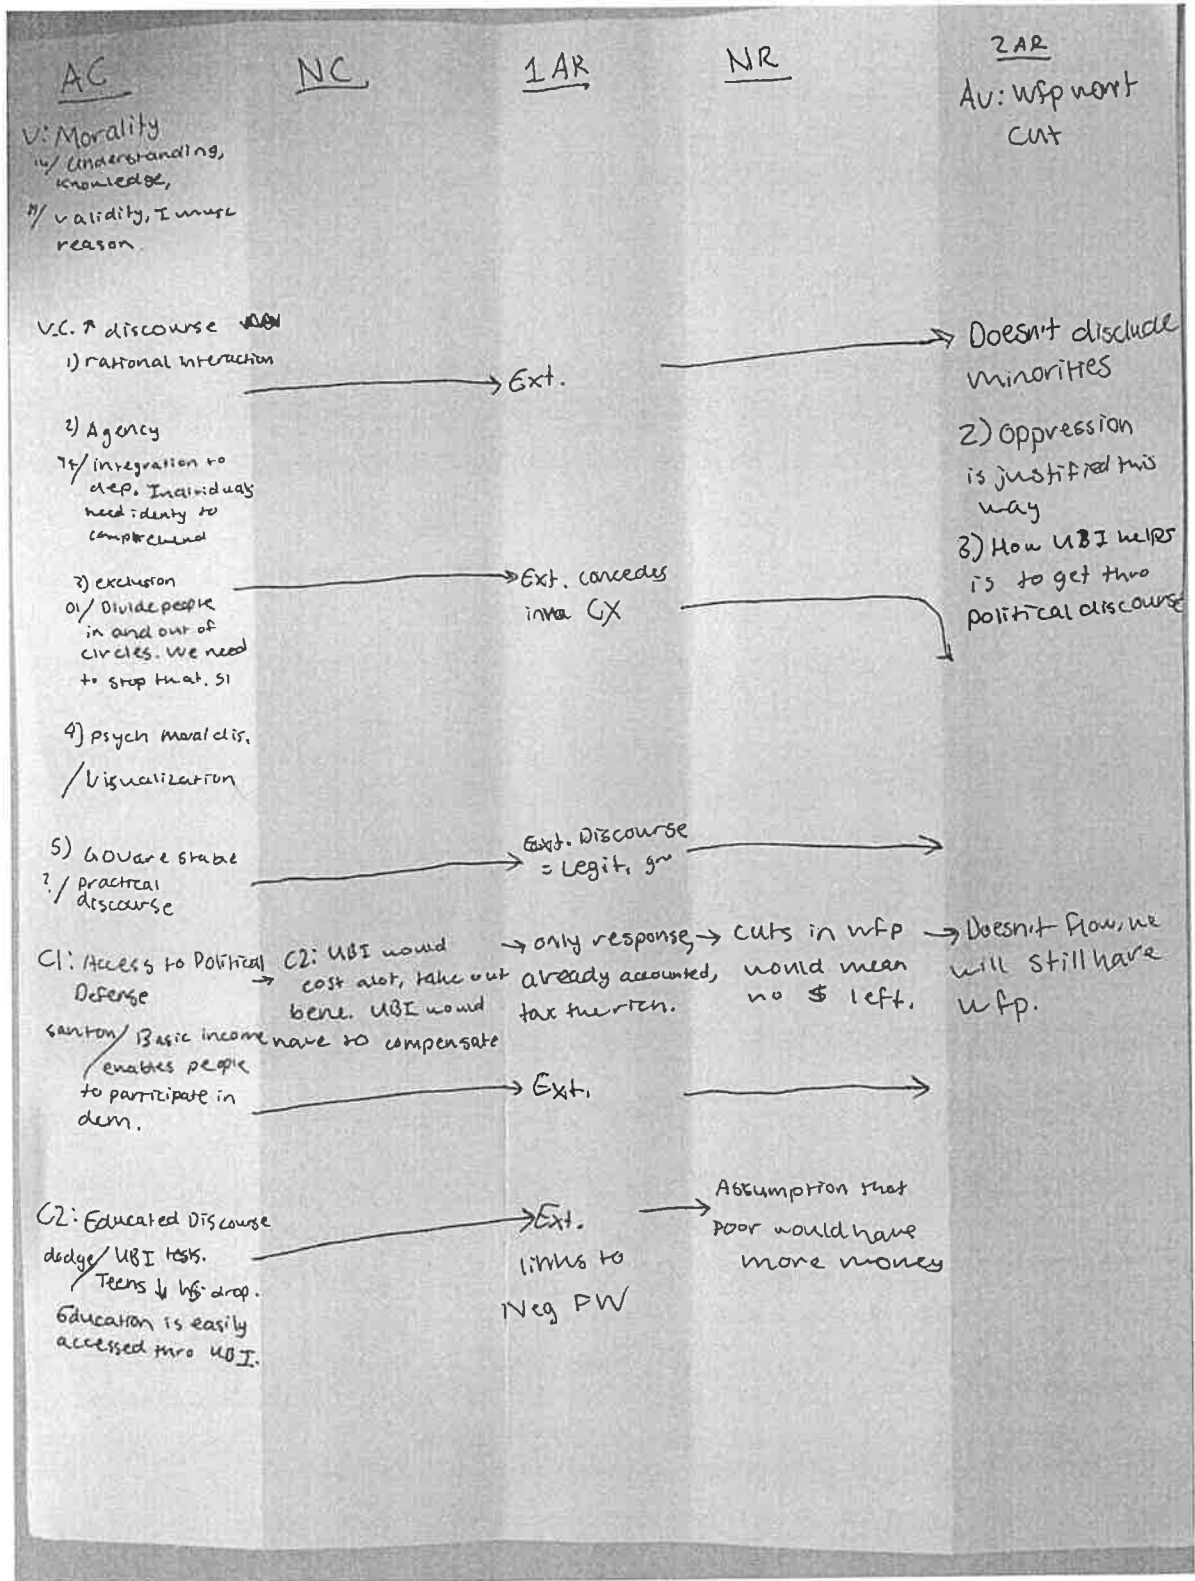 AC
NC
1AR
NR
2AR
V: Morality
/ Understanding,
Knowledge,
/ validity, I must
reason.
Av: Wfp wont
cut
V.C. ↑ discourse
1) rational interaction
→ Ext.
→ Doesn't disclude
minorities
2) Agency
/ integration to
dep. Individuals
need identy to
comprehend
2) Oppression
is justified this
way
3) How UBI helps
is to get thro
political discourse
3) exclusion
01/ Divide people
in and out of
circles. We need
to stop that. SI
→ Ext. concedes
CX
4) psych moral dis.
/ Visualization
5) Gov are stable
?/ practical
discourse
→ Ext. Discourse
= Legit.
C1: Access to Political
Defense
santon/ Basic income
enables people
to participate in
dem.
→ C2: UBI would
cost alot, take out
bene. UBI would
have to compensate
→ only response,
already accounted,
tax the rich.
→ cuts in wfp
would mean
no $ left.
→ Doesn't flow, we
will still have
wfp.
→ Ext.
C2: Educated Discourse
dodge/ UBI tests.
Teens ↓ hs drop.
Education is easily
accessed thro UBI.
→ Ext.
links to
Neg
→ Assumption that
poor would have
more money